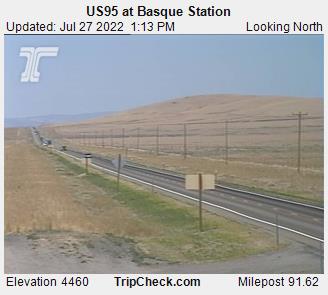 US95 at Basque Station
Updated: Jul 27 2022 1:13 PM Looking North
Elevation 4460 TripCheck.com Milepost 91.62